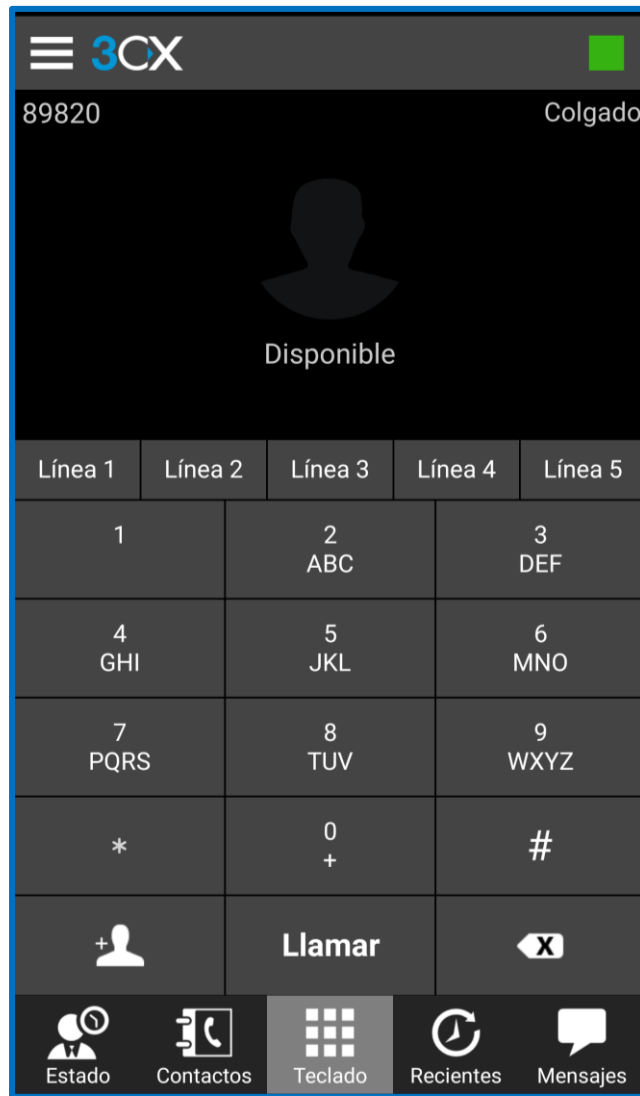 3CX
89820 Colgado
Disponible
Línea 1 Línea 2 Línea 3 Línea 4 Línea 5
1 2 3
ABC DEF
4 5 6
GHI JKL MNO
7 8 9
PQRS TUV WXYZ
* 0 #
+
+ Llamar X
Estado Contactos Teclado Recientes Mensajes